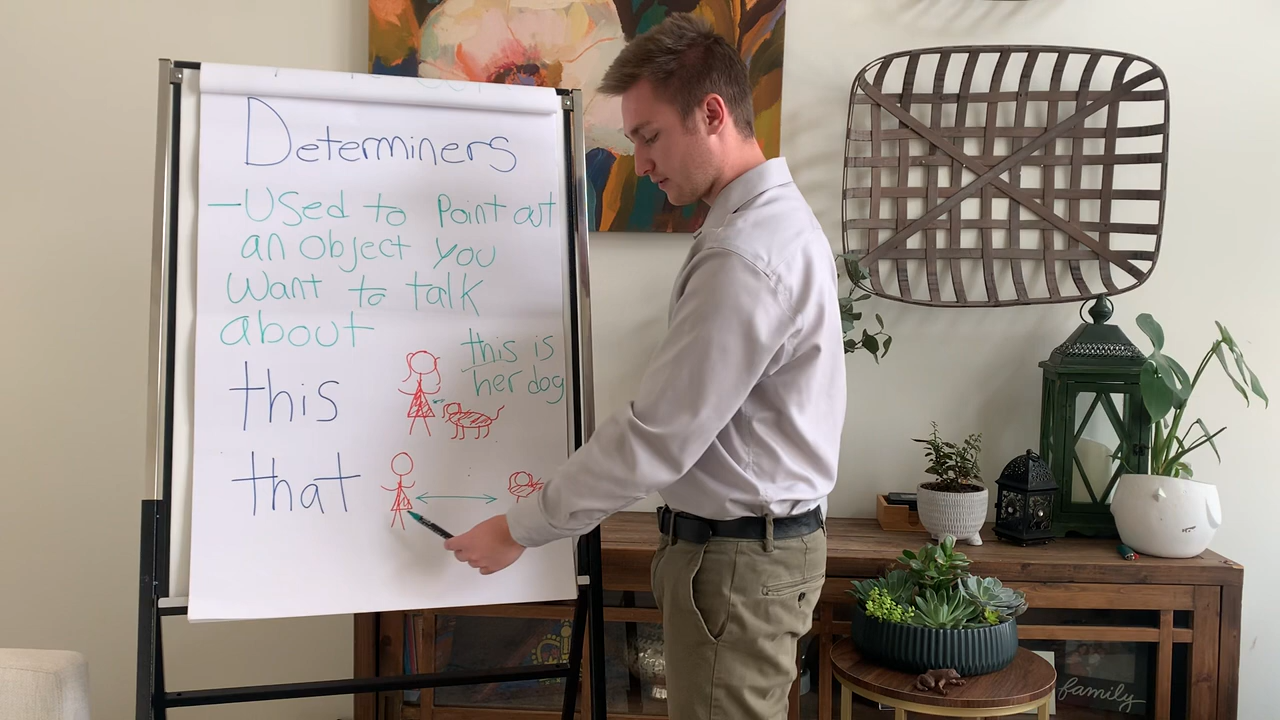 Determiners
-Used to Point out
an object you
want to talk
about
this is
her dog
this
that
family